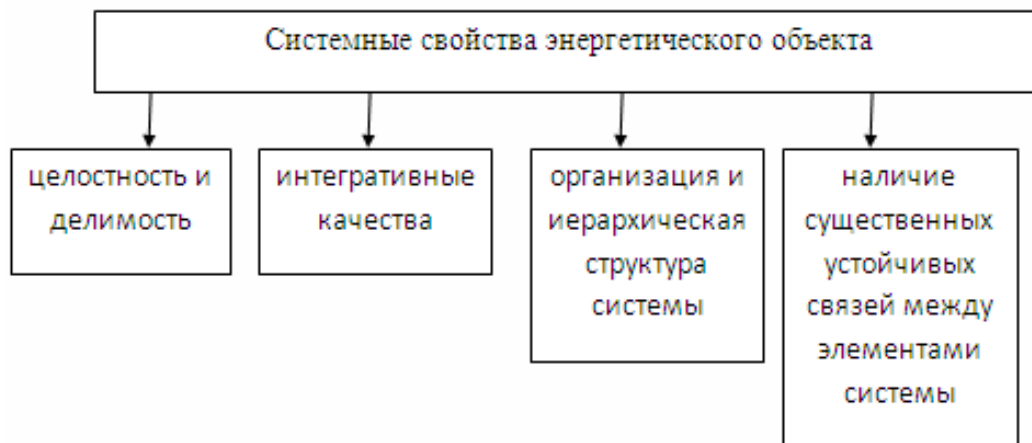 Системные свойства энергетического объекта
целостность и
делимость
интегративные
качества
организация и
иерархическая
структура
системы
наличие
существенных
устойчивых
связей между
элементами
системы